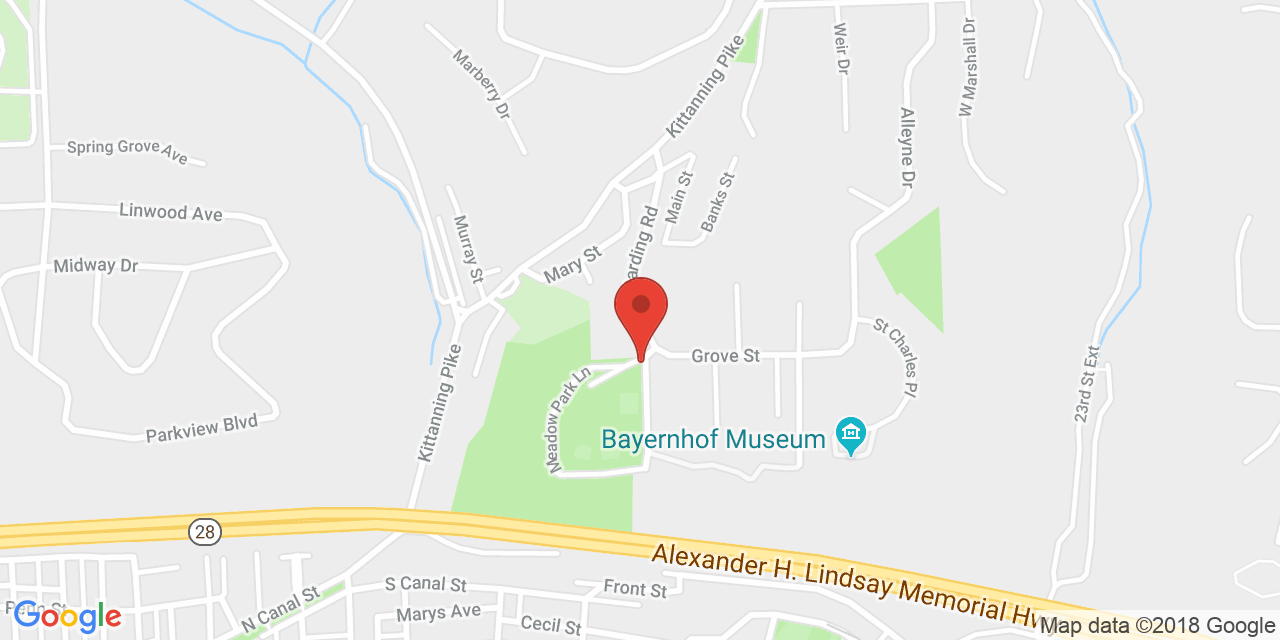 Kittanning Pike
Weir Dr
W Marshall Dr
Marberry Dr
Alleyne Dr
Spring Grove Ave
Main St
Banks St
Linwood Ave
Murray St
arding Rd
Mary St
Midway Dr
St Charles Pl
Grove St
23rd St Ext
Kittanning Pike
Meadow Park Ln
Parkview Blvd
Bayernhof Museum
28
Alexander H. Lindsay Memorial Hw
S Canal St
Front St
N Canal St
Marys Ave
Cecil St
Google
Map data ©2018 Google